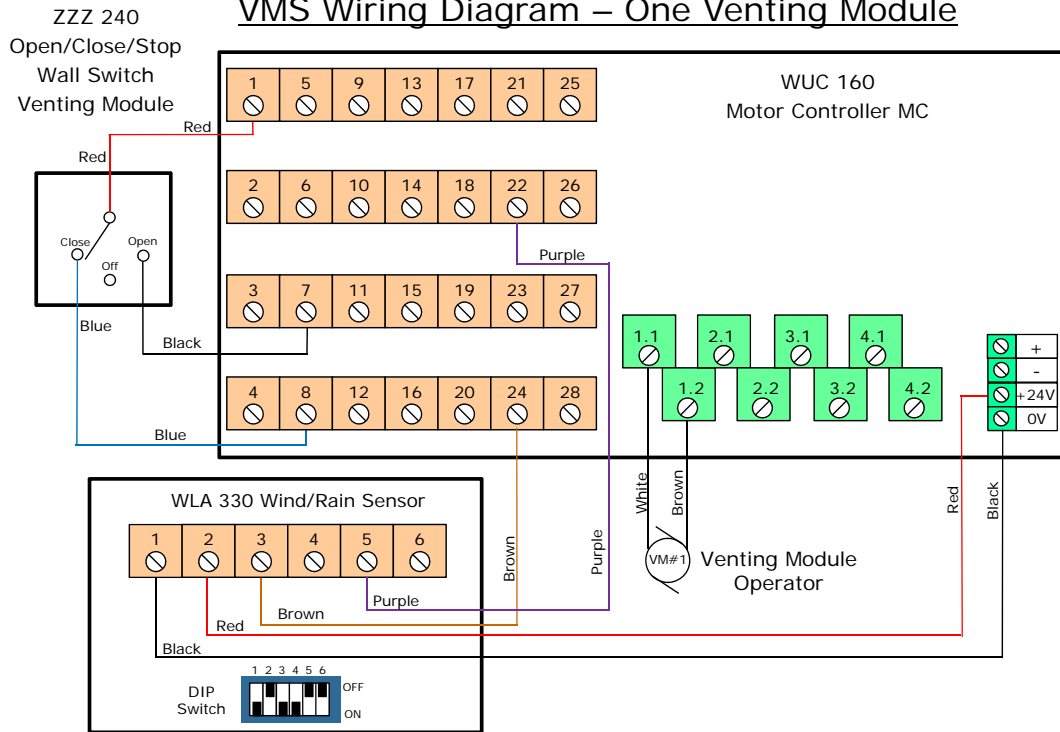 VMS Wiring Diagram – One Venting Module
ZZZ 240
Open/Close/Stop
Wall Switch
Venting Module
WUC 160
Motor Controller MC
1 5 9 13 17 21 25
Red
Red
2 6 10 14 18 22 26
Purple
Close
Open
Off
3 7 11 15 19 23 27
Blue
Black
1.1 2.1 3.1 4.1
1.2 2.2 3.2 4.2
+
-
+24V
0V
4 8 12 16 20 24 28
Blue
White
Brown
Red
Black
WLA 330 Wind/Rain Sensor
1 2 3 4 5 6
Brown
Purple
VM#1
Venting Module
Operator
Purple
Brown
Red
Black
1 2 3 4 5 6
OFF
DIP
Switch
ON